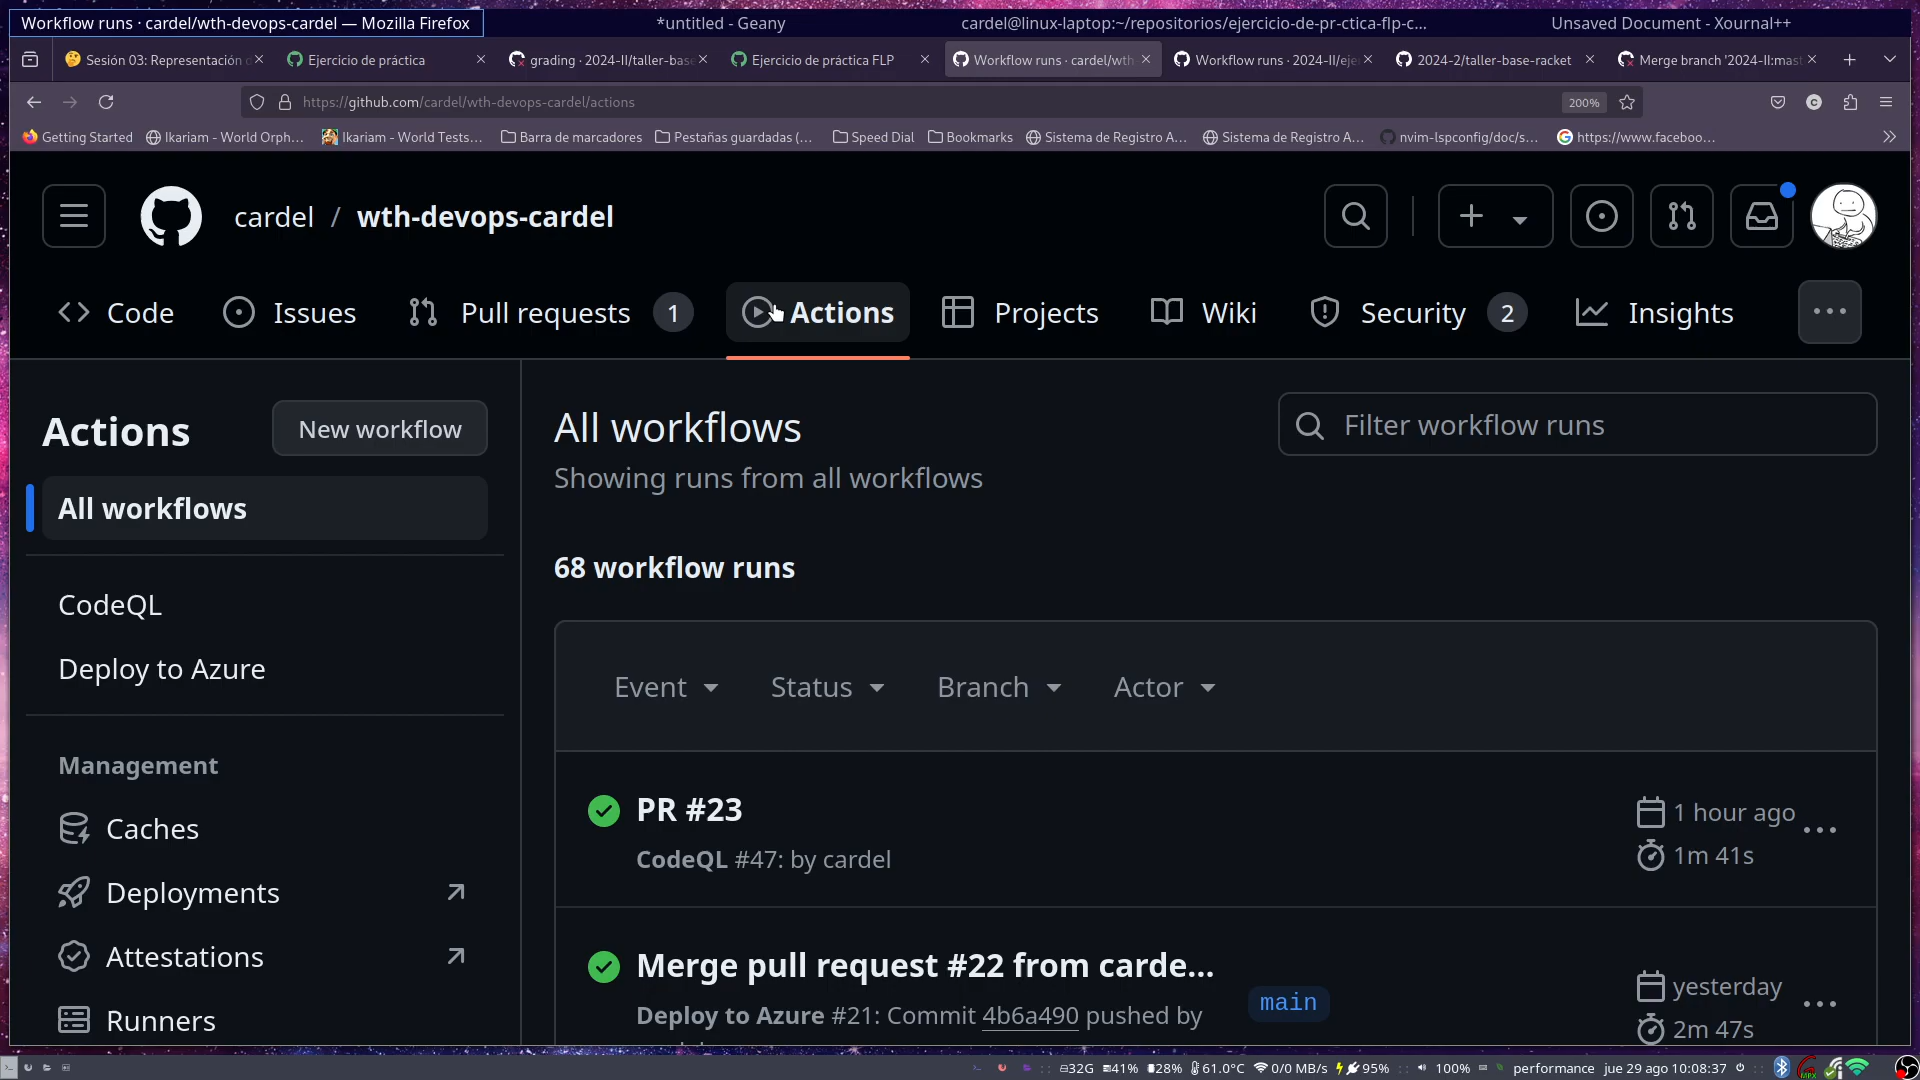 Workflow runs · cardel/wth-devops-cardel — Mozilla Firefox
*untitled - Geany
cardel@linux-laptop:~/repositorios/ejercicio-de-pr-ctica-flp-c...
Unsaved Document - Xournal++
Sesión 03: Representación
Ejercicio de práctica
grading · 2024-II/taller-base
Ejercicio de práctica FLP
Workflow runs · cardel/wth
Workflow runs · 2024-II/eje
2024-2/taller-base-racket
Merge branch '2024-II:mast
https://github.com/cardel/wth-devops-cardel/actions
200%
C
Getting Started
Ikariam - World Orph...
Ikariam - World Tests...
Barra de marcadores
Pestañas guardadas (...
Speed Dial
Bookmarks
Sistema de Registro A...
Sistema de Registro A...
nvim-lspconfig/doc/s...
https://www.faceboo...
cardel / wth-devops-cardel
Code
Issues
Pull requests 1
Actions
Projects
Wiki
Security 2
Insights
Actions
New workflow
All workflows
CodeQL
Deploy to Azure
Management
Caches
Deployments
Attestations
Runners
All workflows
Showing runs from all workflows
Filter workflow runs
68 workflow runs
Event
Status
Branch
Actor
PR #23
CodeQL #47: by cardel
1 hour ago
1m 41s
Merge pull request #22 from carde...
Deploy to Azure #21: Commit 4b6a490 pushed by
main
yesterday
2m 47s
32G 41% 28% 61.0°C 0/0 MB/s 95% 100% performance jue 29 ago 10:08:37